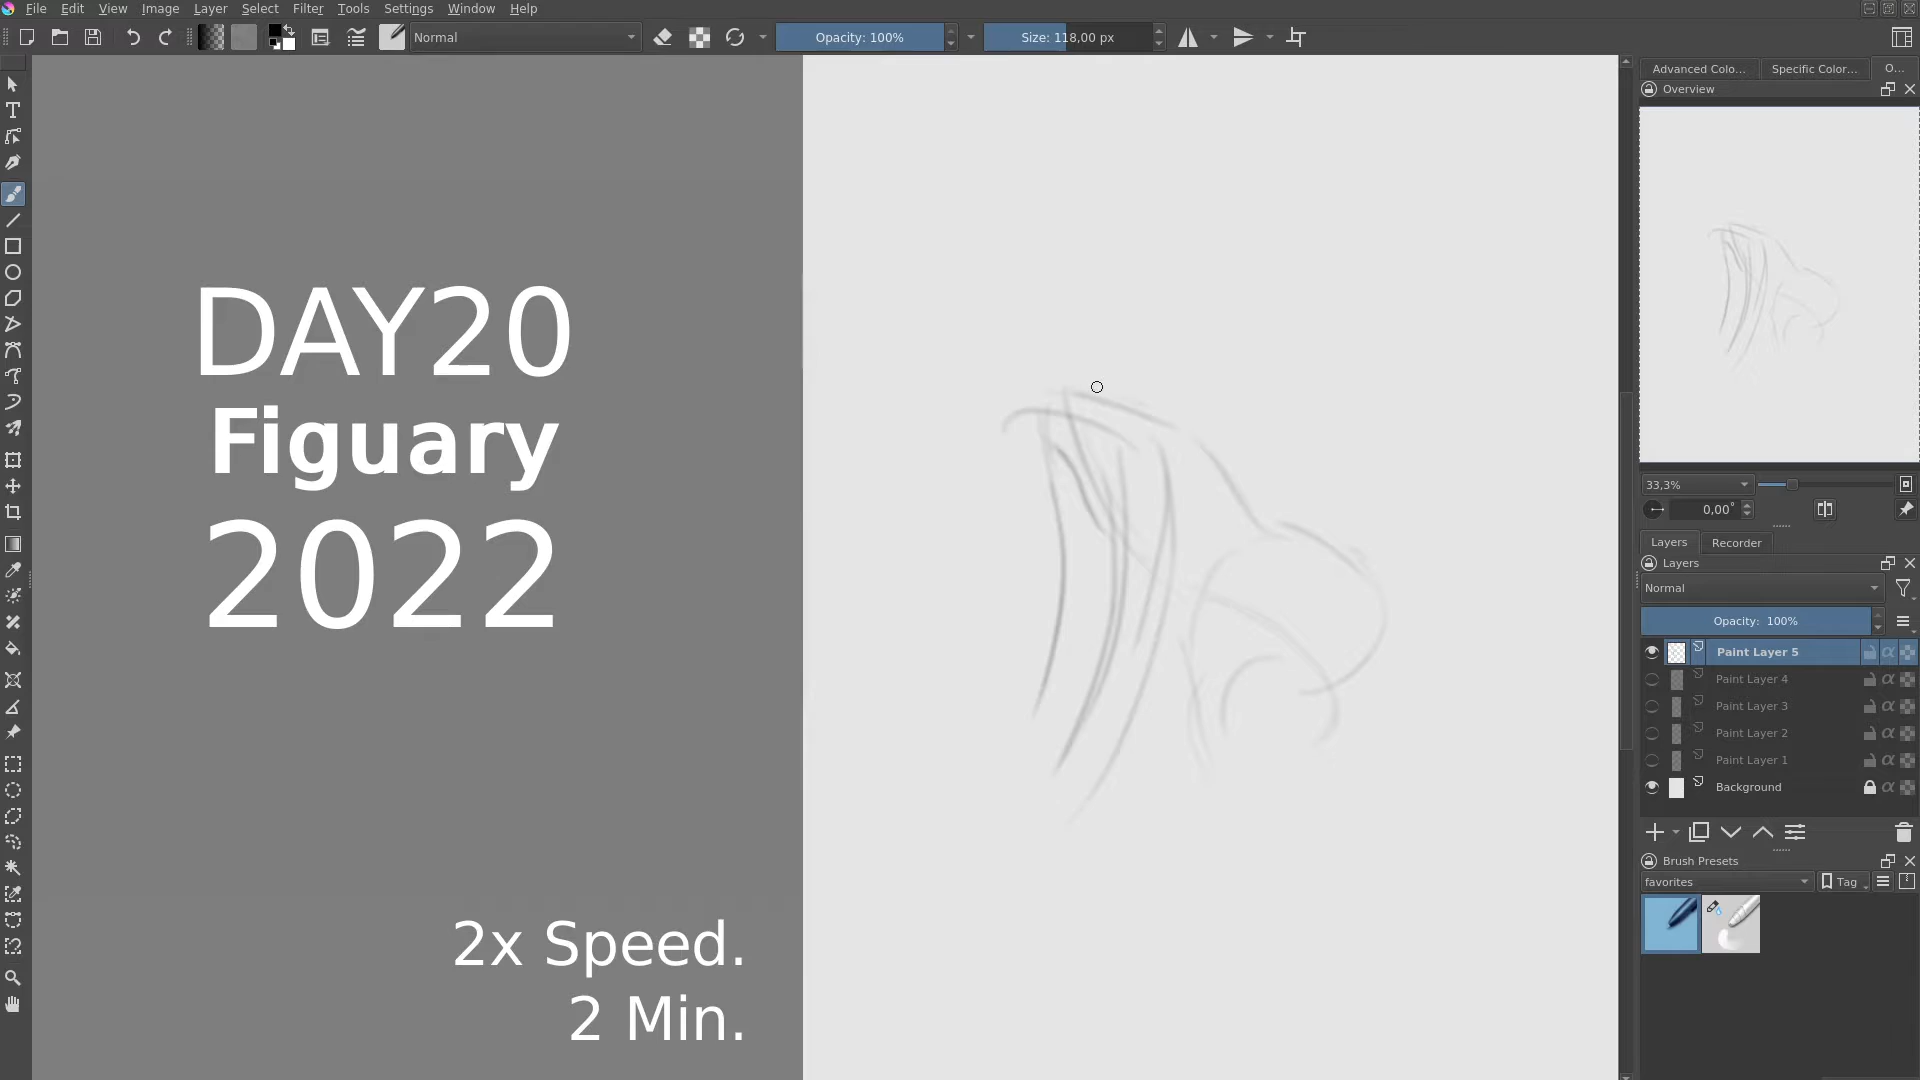 File Edit View Image Layer Select Filter Tools Settings Window Help
Normal
Opacity: 100%
Size: 118,00 px
Advanced Colo... Specific Color... O...
Overview
DAY20
Figuary
2022
2x Speed.
2 Min.
33,3%
0,00°
Layers Recorder
Layers
Normal
Opacity: 100%
Paint Layer 5
Paint Layer 4
Paint Layer 3
Paint Layer 2
Paint Layer 1
Background
Brush Presets
favorites
Tag